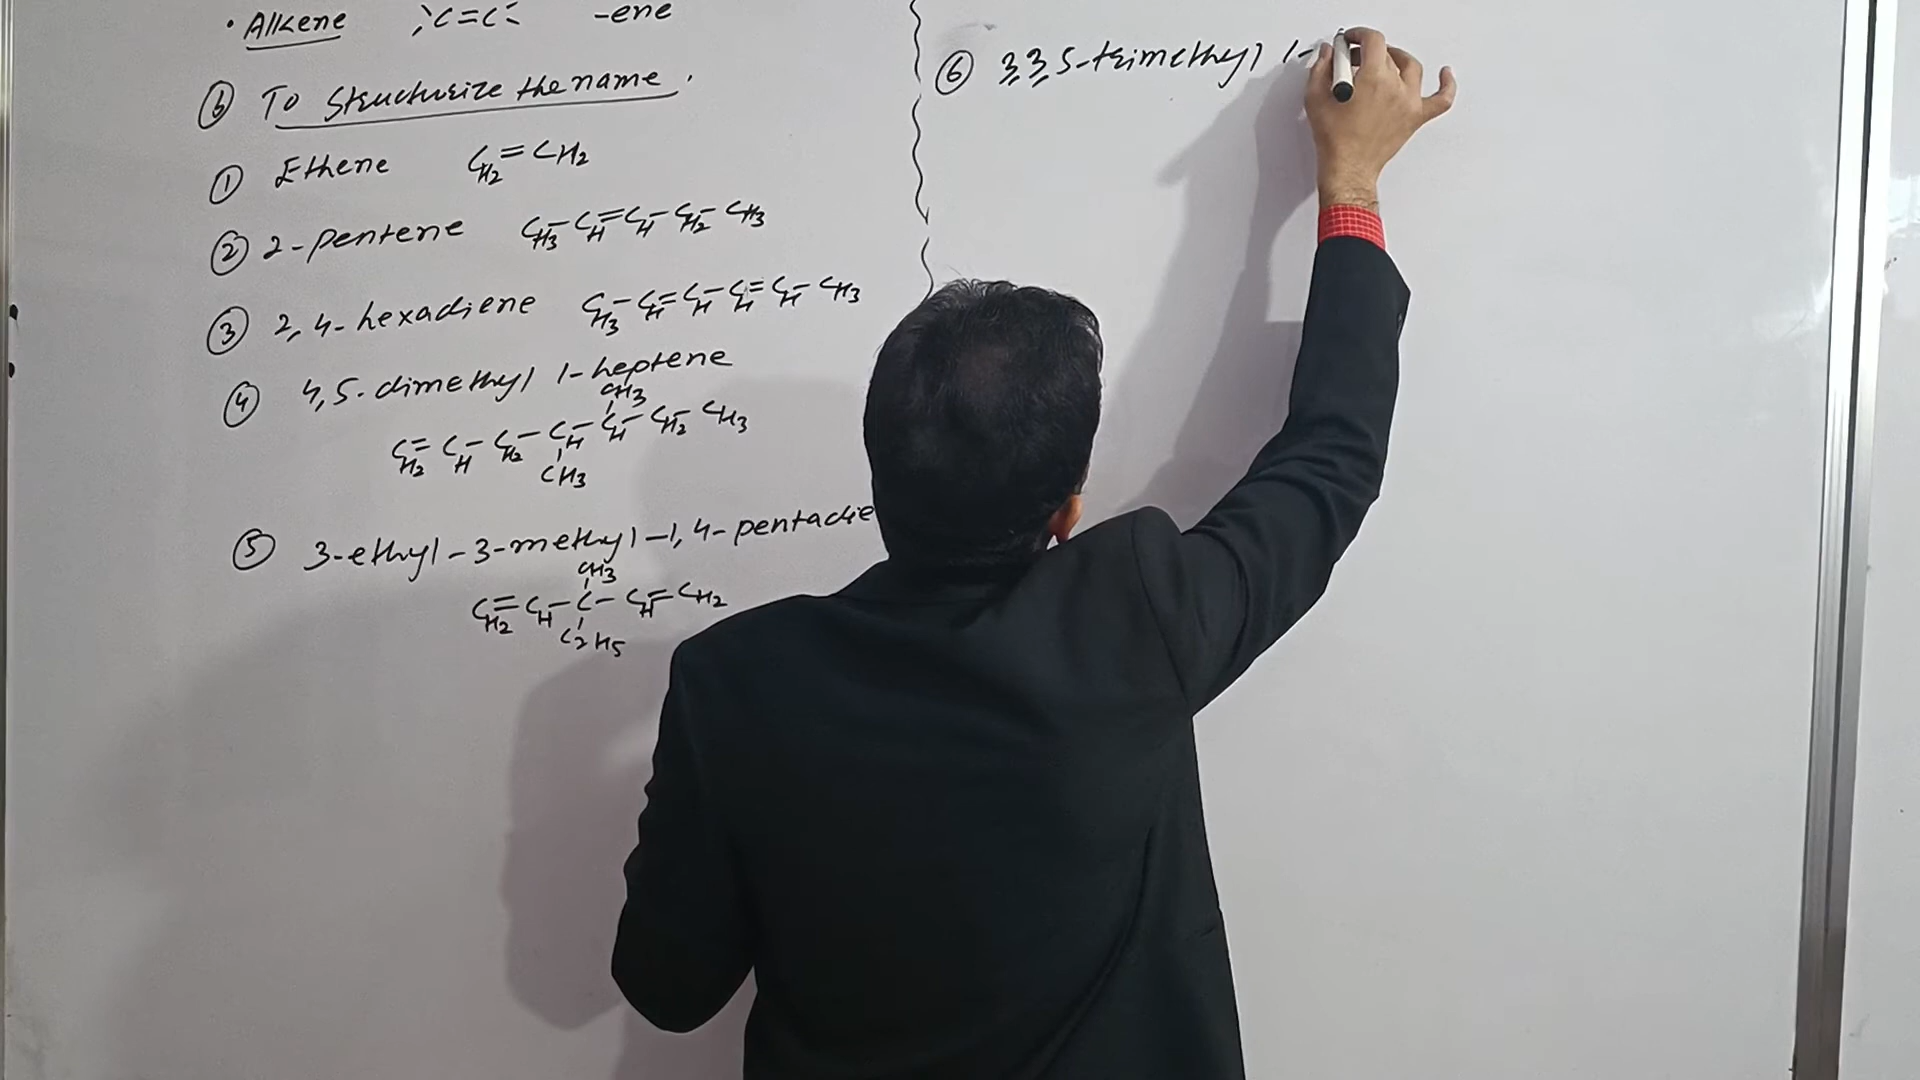 • Alkene >C=C< -ene
(b) To Structurize the name.
(1) Ethene CH2=CH2
(2) 2-pentene CH3-CH=CH-CH2-CH3
(3) 2,4-hexadiene CH3-CH=CH-CH=CH-CH3
(4) 4,5-dimethyl 1-heptene
CH3
CH2=CH-CH2-CH-CH-CH2-CH3
CH3
(5) 3-ethyl-3-methyl-1,4-pentadie
CH3
CH2=CH-C-CH=CH2
C2H5
(6) 3,3,5-trimethyl 1-